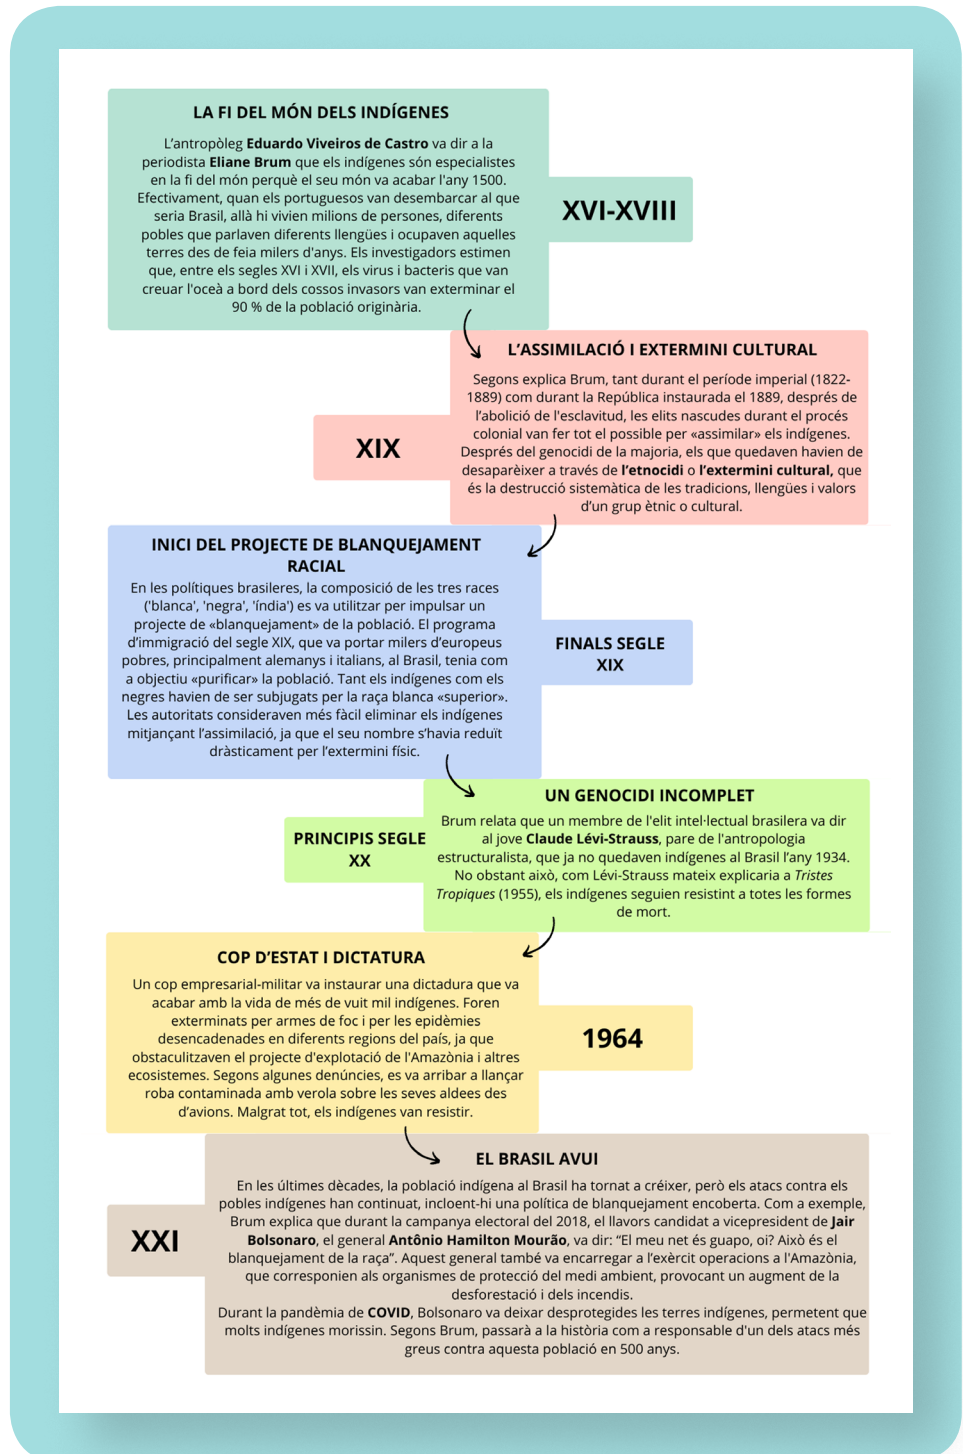 LA FI DEL MÓN DELS INDÍGENES
L’antropòleg Eduardo Viveiros de Castro va dir a la
periodista Eliane Brum que els indígenes són especialistes
en la fi del món perquè el seu món va acabar l'any 1500.
Efectivament, quan els portuguesos van desembarcar al que
seria Brasil, allà hi vivien milions de persones, diferents
pobles que parlaven diferents llengües i ocupaven aquelles
terres des de feia milers d'anys. Els investigadors estimen
que, entre els segles XVI i XVII, els virus i bacteris que van
creuar l'oceà a bord dels cossos invasors van exterminar el
90 % de la població originària.
XVI-XVIII
L’ASSIMILACIÓ I EXTERMINI CULTURAL
Segons explica Brum, tant durant el període imperial (1822-
1889) com durant la República instaurada el 1889, després de
l’abolició de l'esclavitud, les elits nascudes durant el procés
colonial van fer tot el possible per «assimilar» els indígenes.
Després del genocidi de la majoria, els que quedaven havien de
desaparèixer a través de l’etnocidi o l’extermini cultural, que
és la destrucció sistemàtica de les tradicions, llengües i valors
d’un grup ètnic o cultural.
XIX
INICI DEL PROJECTE DE BLANQUEJAMENT
RACIAL
En les polítiques brasileres, la composició de les tres races
('blanca', 'negra', 'índia') es va utilitzar per impulsar un
projecte de «blanquejament» de la població. El programa
d’immigració del segle XIX, que va portar milers d’europeus
pobres, principalment alemanys i italians, al Brasil, tenia com
a objectiu «purificar» la població. Tant els indígenes com els
negres havien de ser subjugats per la raça blanca «superior».
Les autoritats consideraven més fàcil eliminar els indígenes
mitjançant l’assimilació, ja que el seu nombre s’havia reduït
dràsticament per l’extermini físic.
FINALS SEGLE
XIX
UN GENOCIDI INCOMPLET
Brum relata que un membre de l'elit intel·lectual brasilera va dir
al jove Claude Lévi-Strauss, pare de l'antropologia
estructuralista, que ja no quedaven indígenes al Brasil l’any 1934.
No obstant això, com Lévi-Strauss mateix explicaria a Tristes
Tropiques (1955), els indígenes seguien resistint a totes les formes
de mort.
PRINCIPIS SEGLE
XX
COP D’ESTAT I DICTATURA
Un cop empresarial-militar va instaurar una dictadura que va
acabar amb la vida de més de vuit mil indígenes. Foren
exterminats per armes de foc i per les epidèmies
desencadenades en diferents regions del país, ja que
obstaculitzaven el projecte d'explotació de l'Amazònia i altres
ecosistemes. Segons algunes denúncies, es va arribar a llançar
roba contaminada amb verola sobre les seves aldees des
d’avions. Malgrat tot, els indígenes van resistir.
1964
EL BRASIL AVUI
En les últimes dècades, la població indígena al Brasil ha tornat a créixer, però els atacs contra els
pobles indígenes han continuat, incloent-hi una política de blanquejament encoberta. Com a exemple,
Brum explica que durant la campanya electoral del 2018, el llavors candidat a vicepresident de Jair
Bolsonaro, el general Antônio Hamilton Mourão, va dir: “El meu net és guapo, oi? Això és el
blanquejament de la raça”. Aquest general també va encarregar a l’exèrcit operacions a l'Amazònia,
que corresponien als organismes de protecció del medi ambient, provocant un augment de la
desforestació i dels incendis.
Durant la pandèmia de COVID, Bolsonaro va deixar desprotegides les terres indígenes, permetent que
molts indígenes morissin. Segons Brum, passarà a la història com a responsable d'un dels atacs més
greus contra aquesta població en 500 anys.
XXI